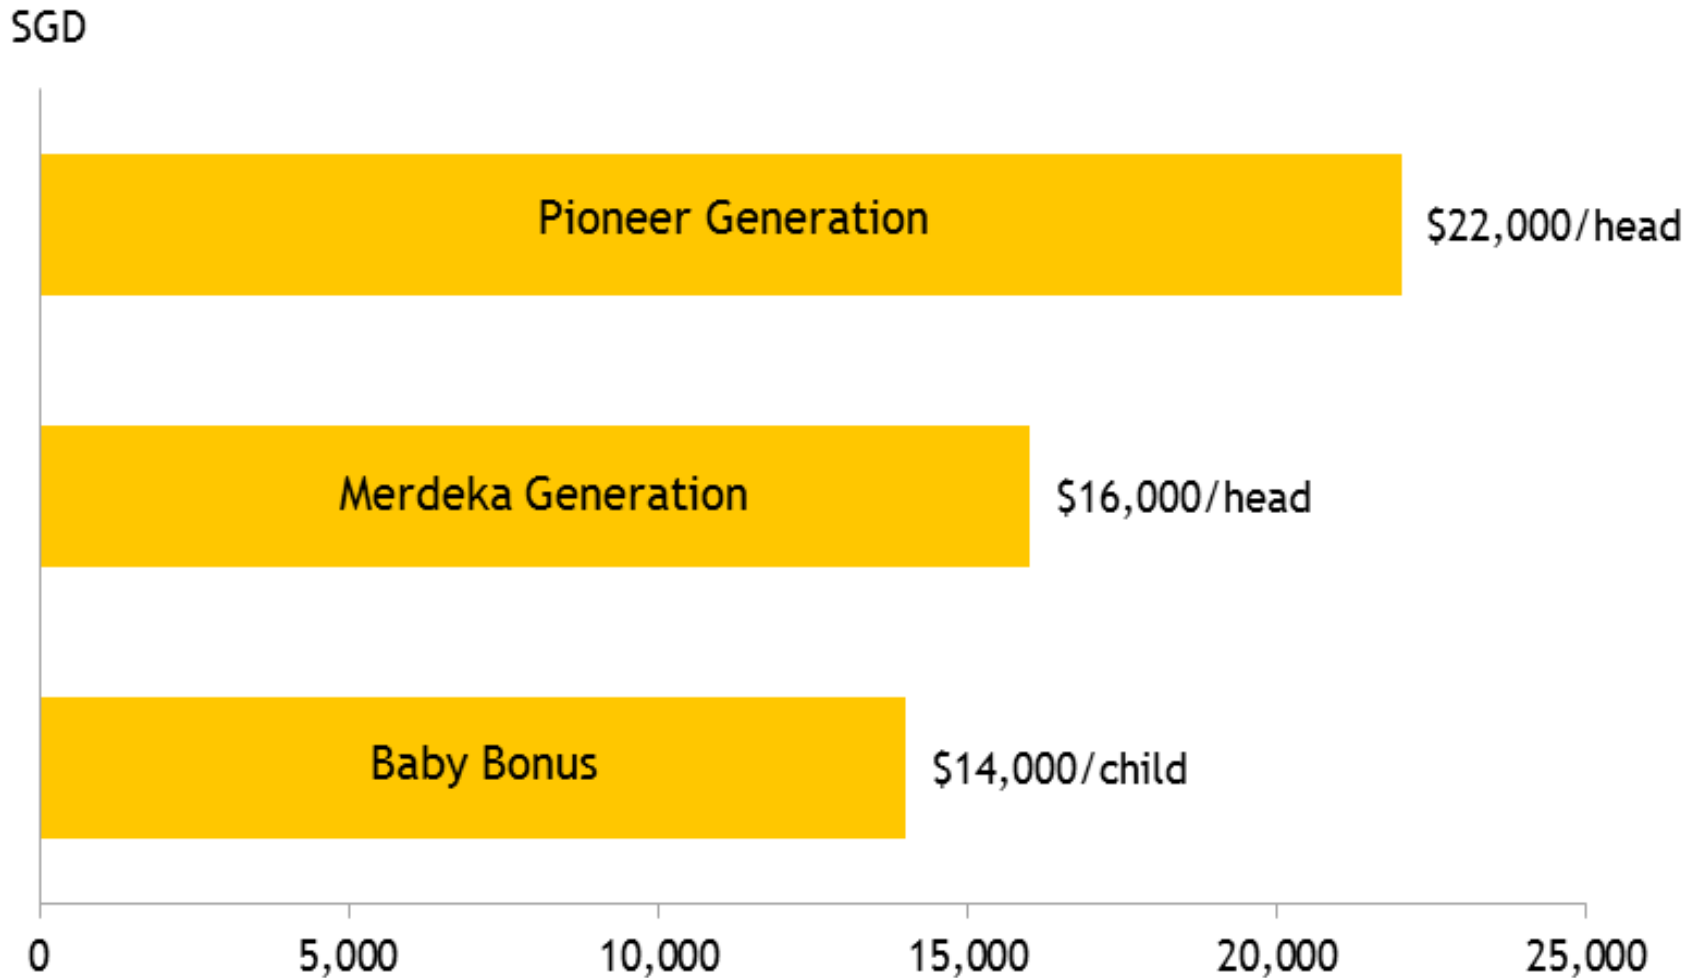 SGD
Pioneer Generation
$22,000/head
Merdeka Generation
$16,000/head
Baby Bonus
$14,000/child
0
5,000
10,000
15,000
20,000
25,000